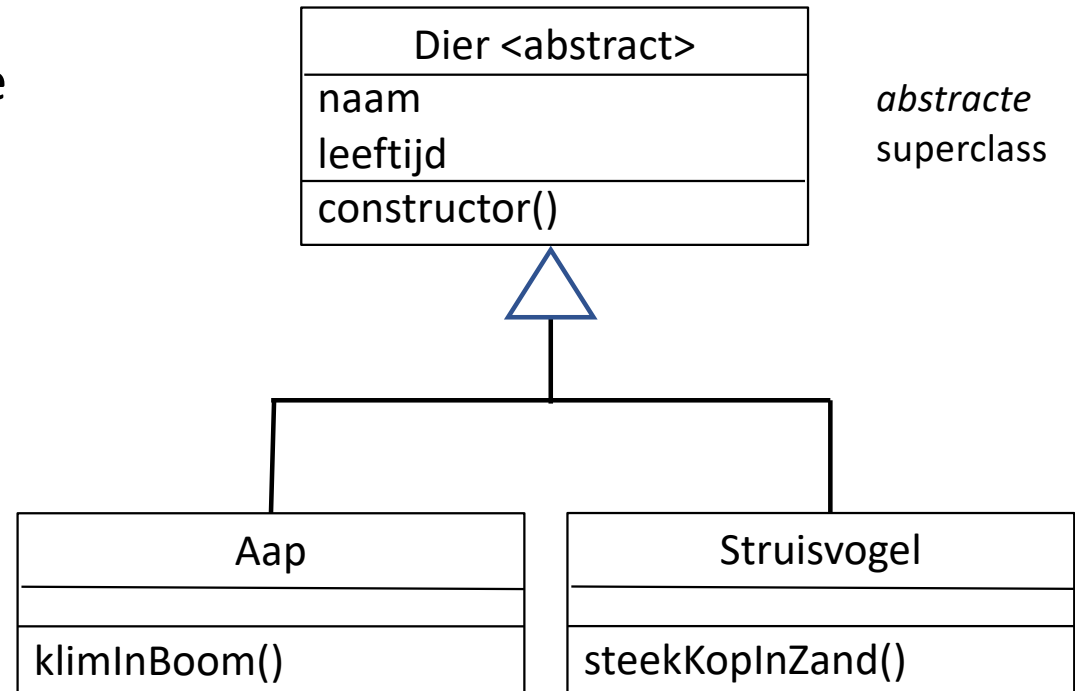 Dier <abstract>
e
naam
abstracte
leeftijd
superclass
constructor()
Aap
Struisvogel
klimInBoom()
steekKopInZand()